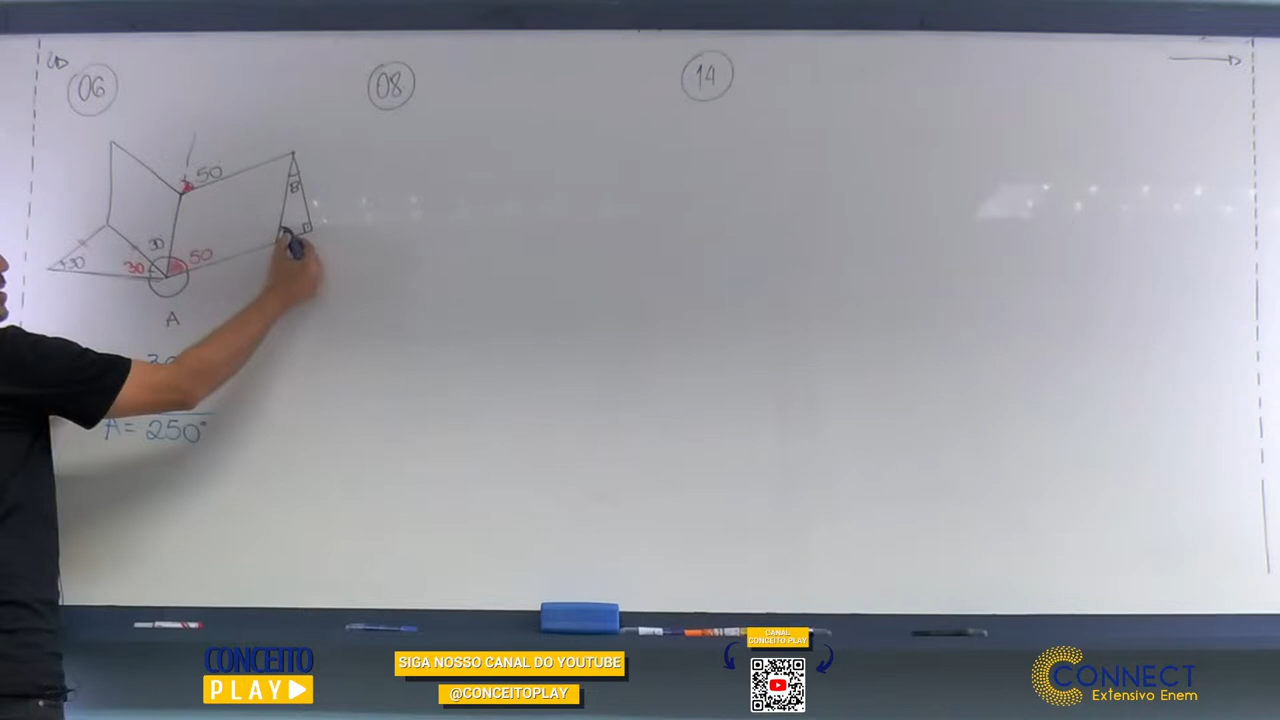 06
08
14
50
B
30
30
30
50
A
A = 250°
CONCEITO
PLAY
SIGA NOSSO CANAL DO YOUTUBE
@CONCEITOPLAY
CANAL
CONCEITO PLAY
CONNECT
Extensivo Enem